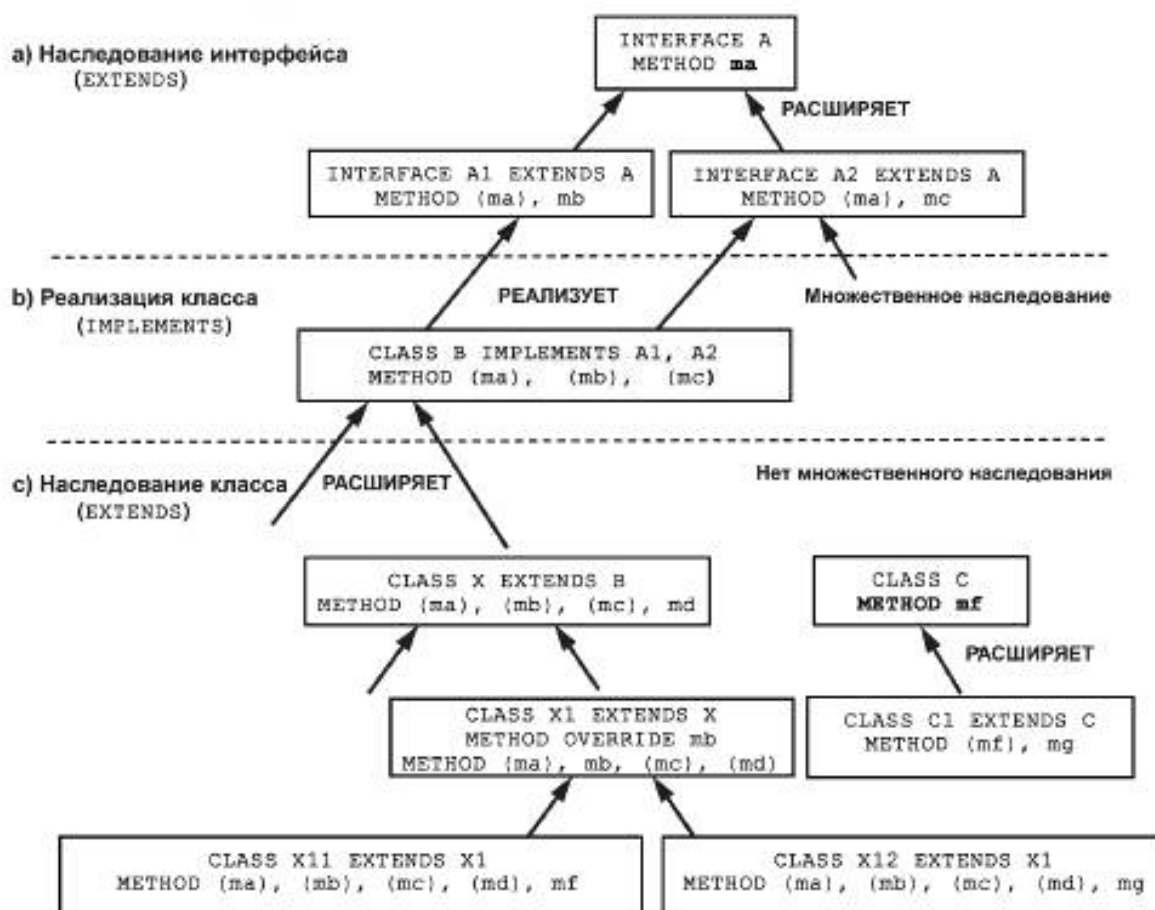 a) Наследование интерфейса
(EXTENDS)
INTERFACE A
METHOD ma
РАСШИРЯЕТ
INTERFACE A1 EXTENDS A
METHOD (ma), mb
INTERFACE A2 EXTENDS A
METHOD (ma), mc
b) Реализация класса
(IMPLEMENTS)
РЕАЛИЗУЕТ
Множественное наследование
CLASS B IMPLEMENTS A1, A2
METHOD (ma), (mb), (mc)
c) Наследование класса
(EXTENDS)
РАСШИРЯЕТ
Нет множественного наследования
CLASS X EXTENDS B
METHOD (ma), (mb), (mc), md
CLASS C
METHOD mf
РАСШИРЯЕТ
CLASS X1 EXTENDS X
METHOD OVERRIDE mb
METHOD (ma), mb, (mc), (md)
CLASS C1 EXTENDS C
METHOD (mf), mg
CLASS X11 EXTENDS X1
METHOD (ma), (mb), (mc), (md), mf
CLASS X12 EXTENDS X1
METHOD (ma), (mb), (mc), (md), mg